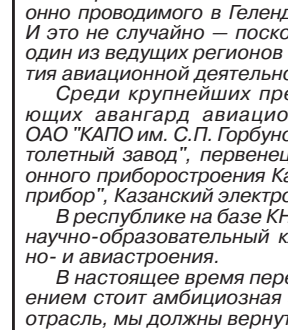 онно проводимого в Геленд
И это не случайно — поско
один из ведущих регионов
тия авиационной деятельно
Среди крупнейших пре
ющих авангард авиацио
ОАО "КАПО им. С.П. Горбуно
толетный завод", первенец
онного приборостроения Ка
прибор", Казанский электро
В республике на базе КН
научно-образовательный к
но- и авиастроения.
В настоящее время пере
ением стоит амбициозная
отрасль, мы должны вернут